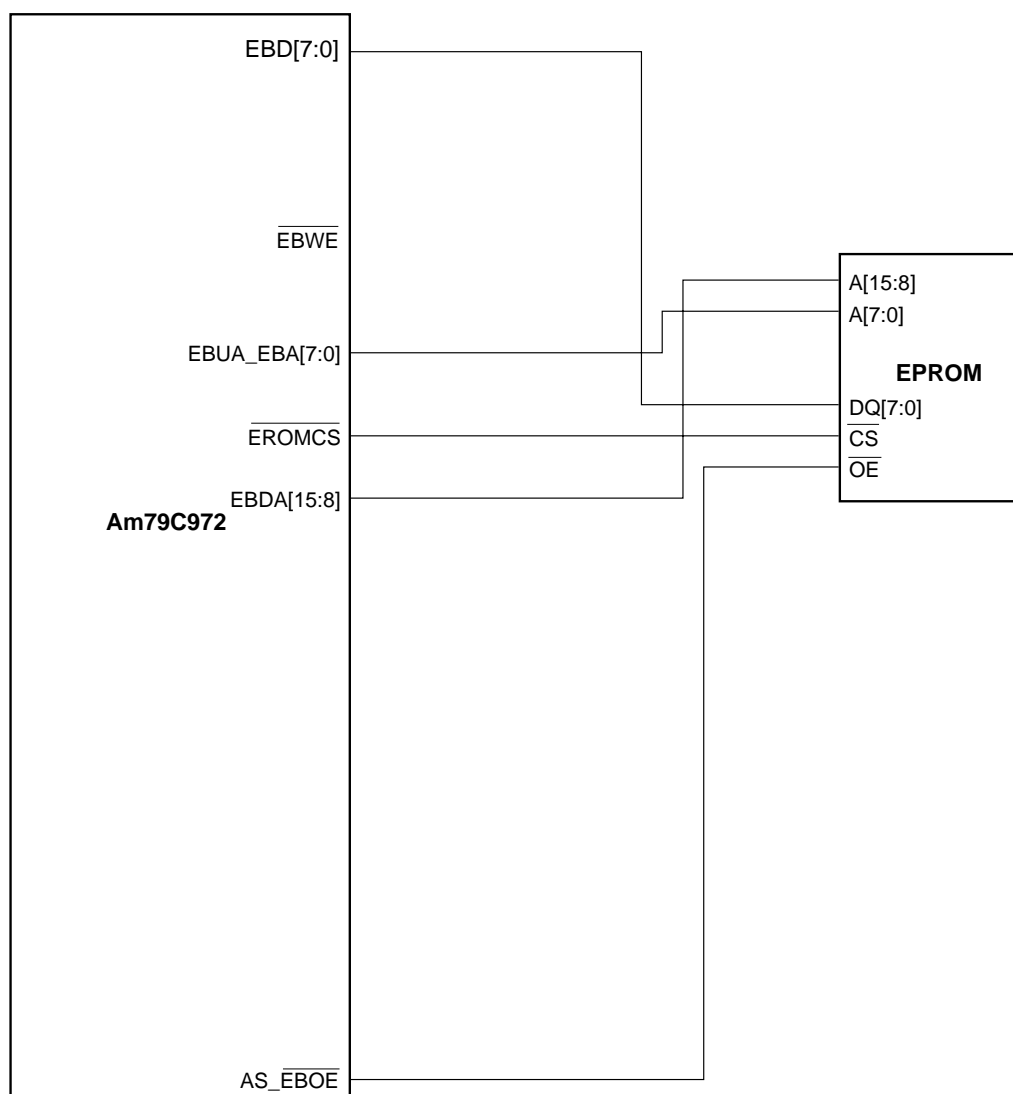 EBD[7:0]
EBWE
EBUA_EBA[7:0]
EROMCS
EBDA[15:8]
Am79C972
AS_EBOE
A[15:8]
A[7:0]
EPROM
DQ[7:0]
CS
OE